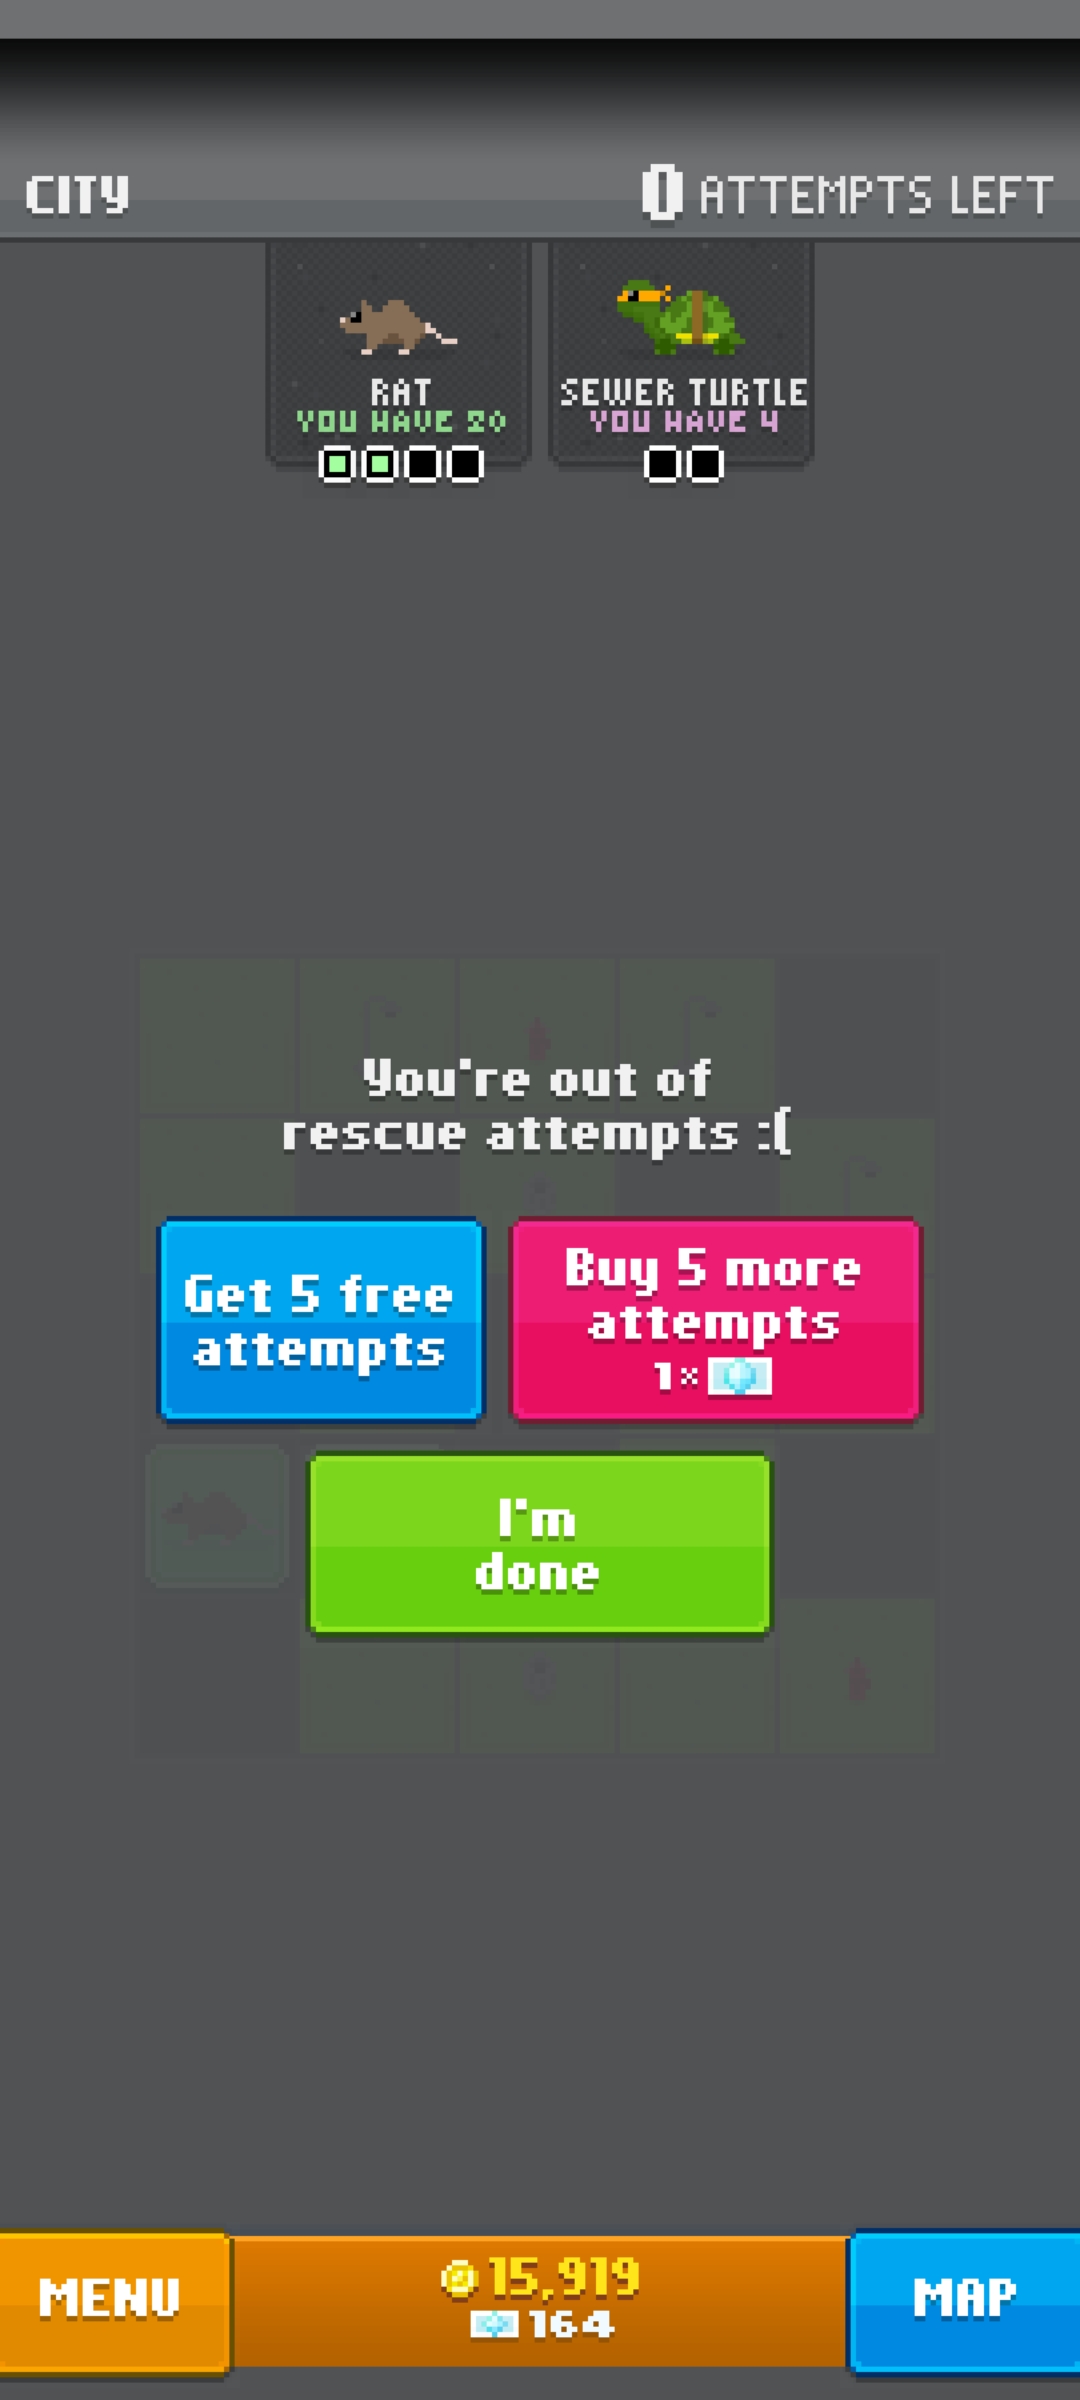 CITY
0 ATTEMPTS LEFT
RAT
YOU HAVE 20
SEWER TURTLE
YOU HAVE 4
You're out of
rescue attempts :(
Get 5 free
attempts
Buy 5 more
attempts
1×
I'm
done
MENU
15,919
164
MAP